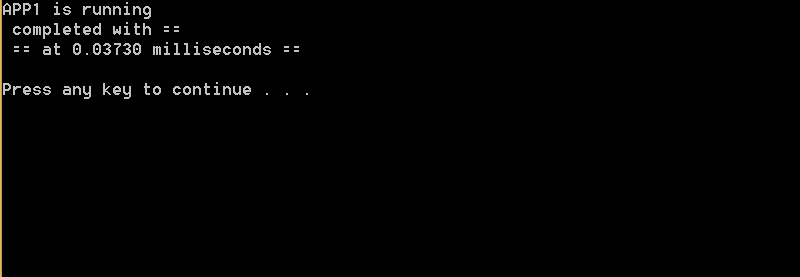 APP1 is running
completed with ==
== at 0.03730 milliseconds ==
Press any key to continue . . .